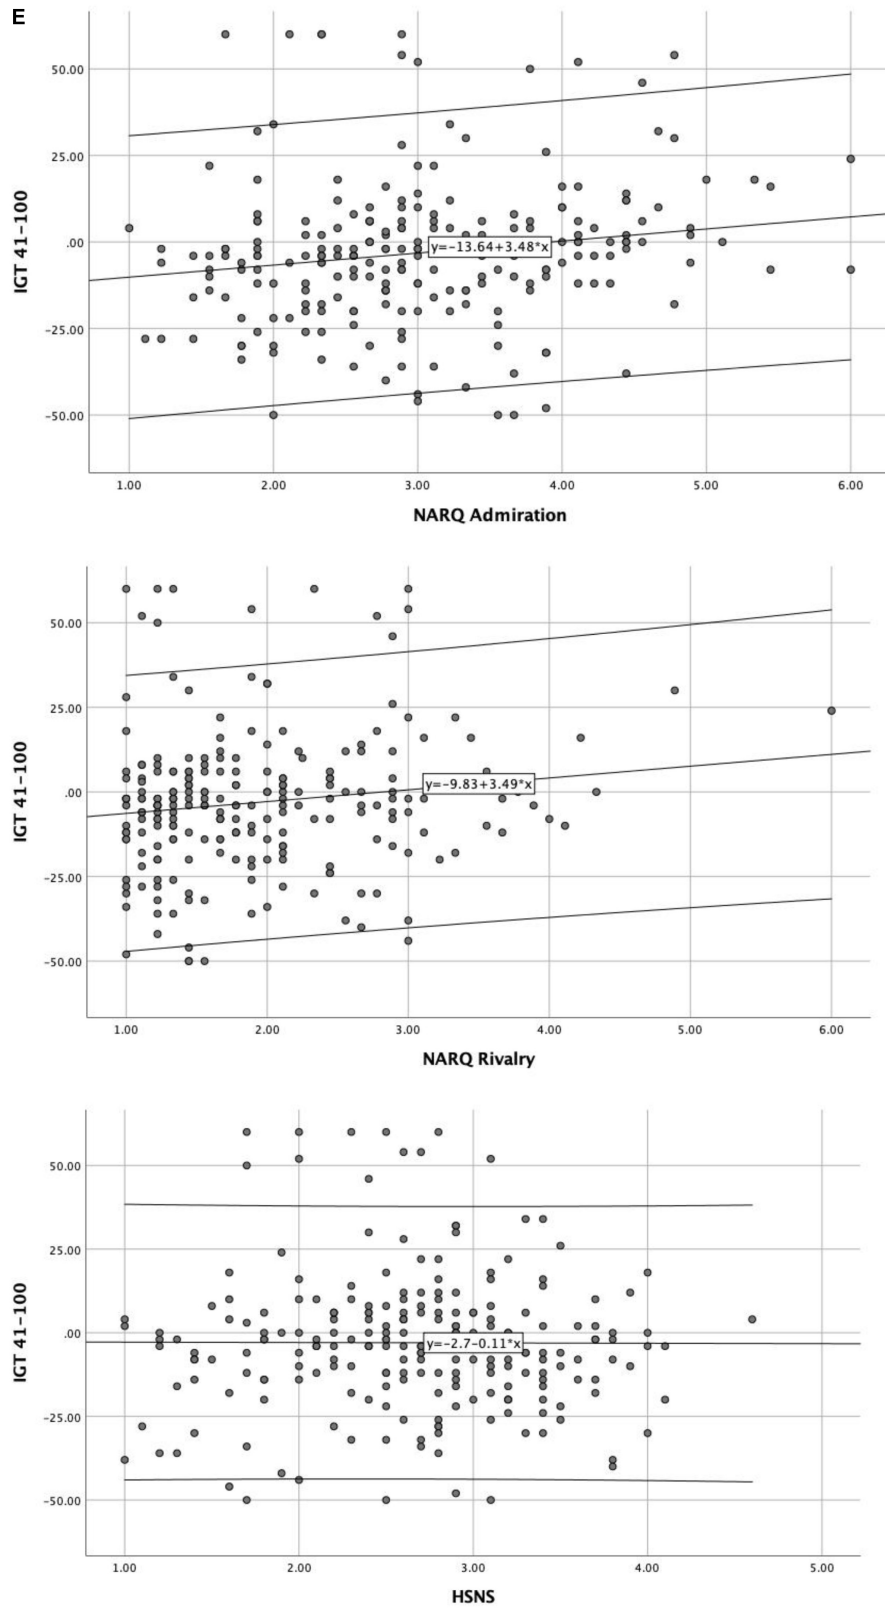 E
50.00
25.00
.00
-25.00
-50.00
IGT 41-100
y=-13.64+3.48*x
1.00 2.00 3.00 4.00 5.00 6.00
NARQ Admiration
50.00
25.00
.00
-25.00
-50.00
IGT 41-100
y=-9.83+3.49*x
1.00 2.00 3.00 4.00 5.00 6.00
NARQ Rivalry
50.00
25.00
.00
-25.00
-50.00
IGT 41-100
y=-2.7-0.11*x
1.00 2.00 3.00 4.00 5.00
HSNS